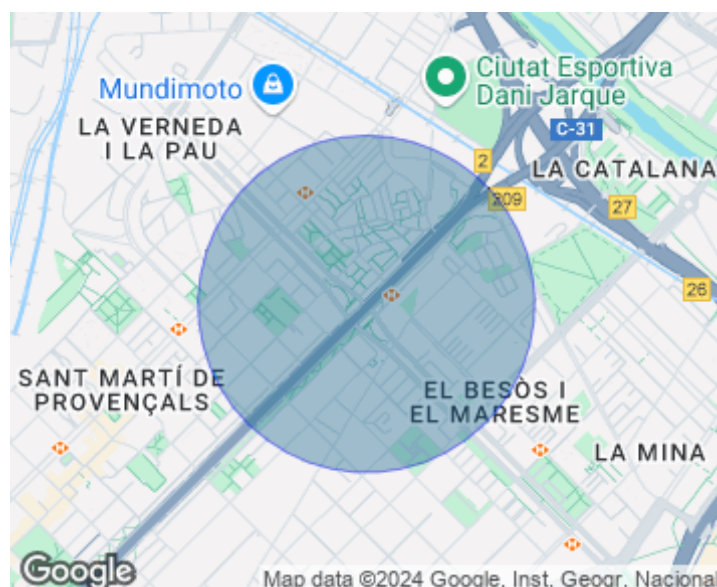 Mundimoto
Ciutat Esportiva
Dani Jarque
LA VERNEDA
I LA PAU
C-31
2
LA CATALANA
209
27
26
SANT MARTÍ DE
PROVENÇALS
EL BESÒS I
EL MARESME
LA MINA
Google
Map data ©2024 Google, Inst. Geogr. Nacional